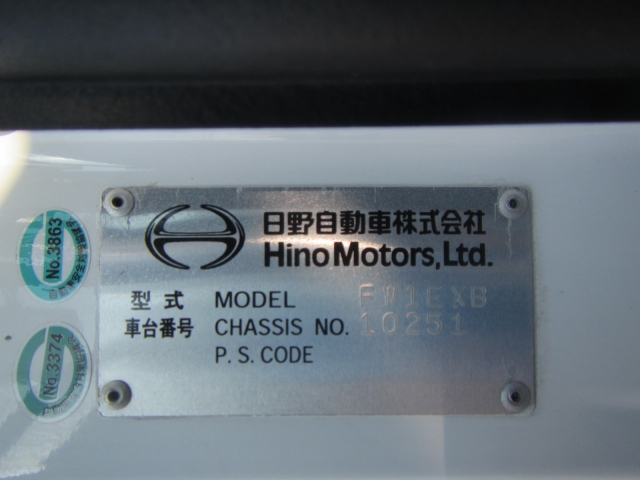 日野自動車株式会社
Hino Motors, Ltd.
型式 MODEL FW1EXB
車台番号 CHASSIS NO. 10251
P.S. CODE
No.3863
No.3374